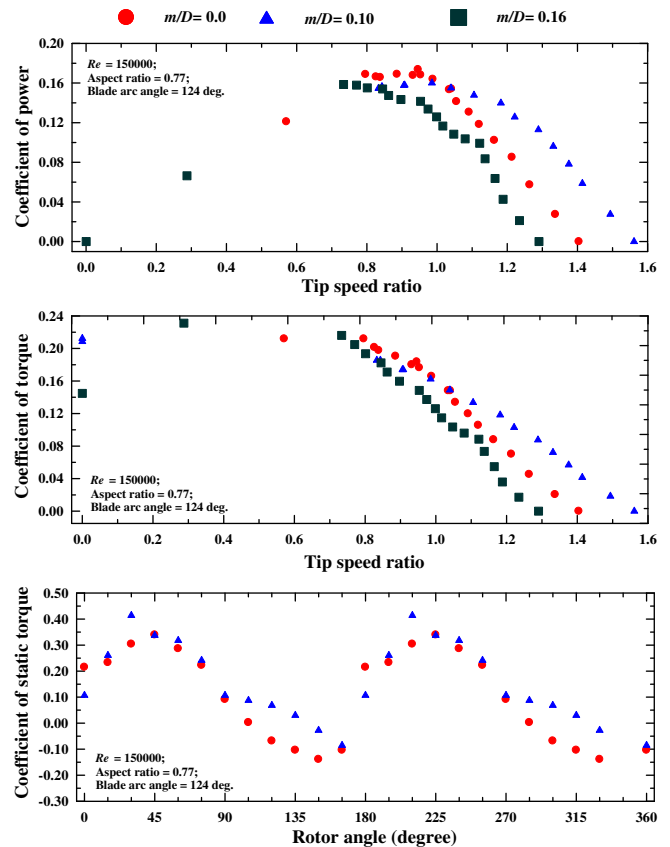 m/D= 0.0 m/D= 0.10 m/D= 0.16
0.20
0.16
0.12
0.08
0.04
0.00
Coefficient of power
Re = 150000;
Aspect ratio = 0.77;
Blade arc angle = 124 deg.
0.0 0.2 0.4 0.6 0.8 1.0 1.2 1.4 1.6
Tip speed ratio
0.24
0.20
0.16
0.12
0.08
0.04
0.00
Coefficient of torque
Re = 150000;
Aspect ratio = 0.77;
Blade arc angle = 124 deg.
0.0 0.2 0.4 0.6 0.8 1.0 1.2 1.4 1.6
Tip speed ratio
0.50
0.40
0.30
0.20
0.10
0.00
-0.10
-0.20
-0.30
Coefficient of static torque
Re = 150000;
Aspect ratio = 0.77;
Blade arc angle = 124 deg.
0 45 90 135 180 225 270 315 360
Rotor angle (degree)